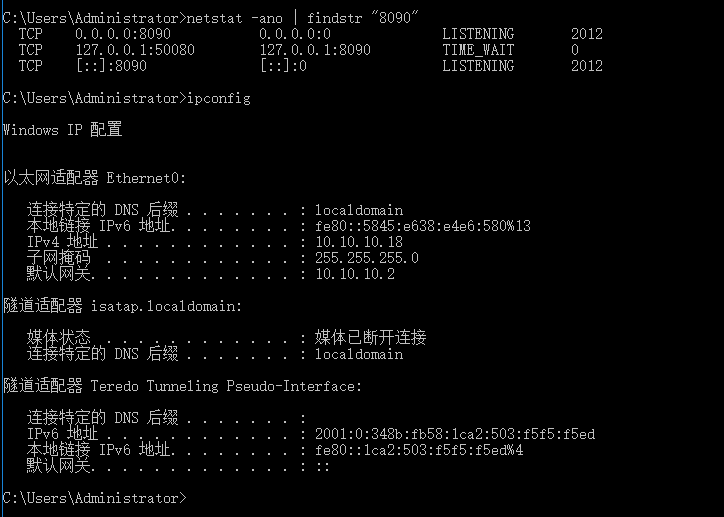 C:\Users\Administrator>netstat -ano | findstr "8090"
  TCP    0.0.0.0:8090           0.0.0.0:0              LISTENING       2012
  TCP    127.0.0.1:50080        127.0.0.1:8090         TIME_WAIT       0
  TCP    [::]:8090              [::]:0                 LISTENING       2012
C:\Users\Administrator>ipconfig
Windows IP 配置
以太网适配器 Ethernet0:
   连接特定的 DNS 后缀 . . . . . . . : localdomain
   本地链接 IPv6 地址. . . . . . . . : fe80::5845:e638:e4e6:580%13
   IPv4 地址 . . . . . . . . . . . . : 10.10.10.18
   子网掩码  . . . . . . . . . . . . : 255.255.255.0
   默认网关. . . . . . . . . . . . . : 10.10.10.2
隧道适配器 isatap.localdomain:
   媒体状态  . . . . . . . . . . . . : 媒体已断开连接
   连接特定的 DNS 后缀 . . . . . . . : localdomain
隧道适配器 Teredo Tunneling Pseudo-Interface:
   连接特定的 DNS 后缀 . . . . . . . :
   IPv6 地址 . . . . . . . . . . . . : 2001:0:348b:fb58:1ca2:503:f5f5:f5ed
   本地链接 IPv6 地址. . . . . . . . : fe80::1ca2:503:f5f5:f5ed%4
   默认网关. . . . . . . . . . . . . : ::
C:\Users\Administrator>